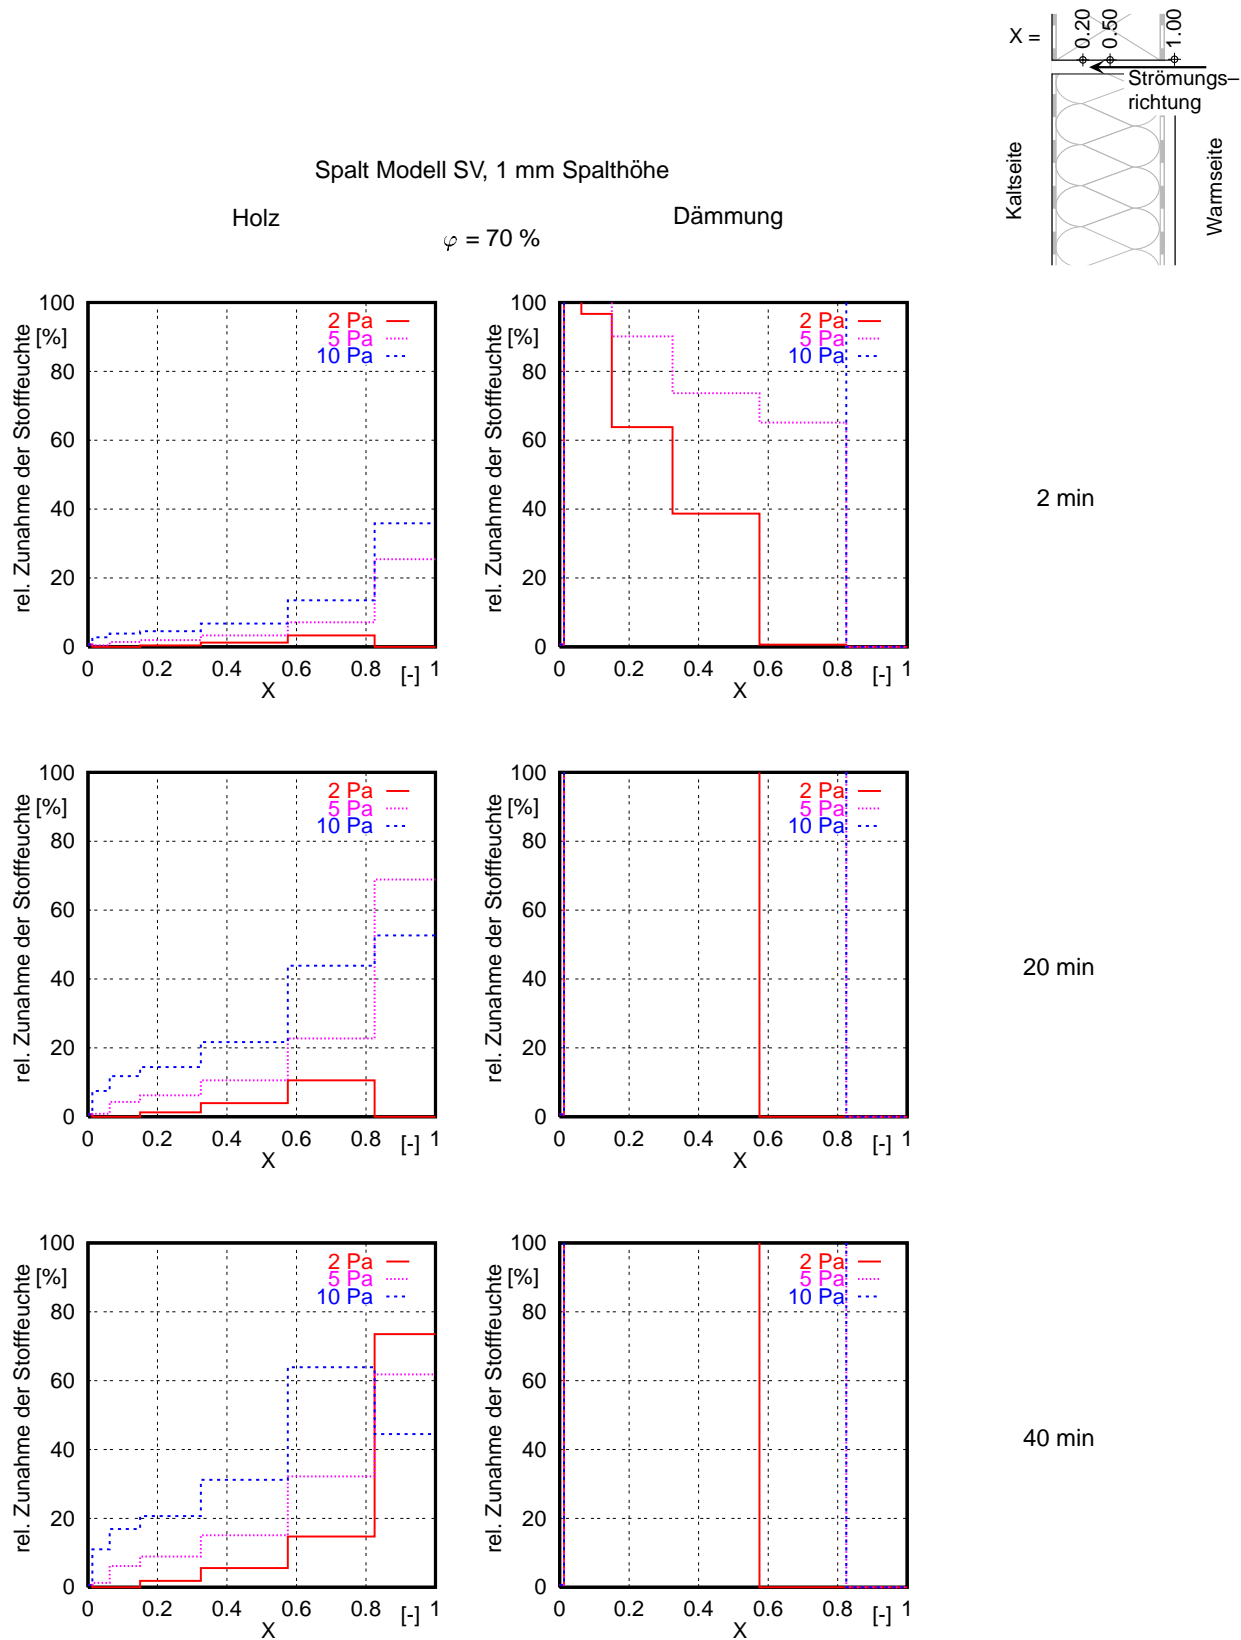 X =
0.20
0.50
1.00
Strömungs–
richtung
Kaltseite
Warmseite
Spalt Modell SV, 1 mm Spalthöhe
Holz
Dämmung
φ = 70 %
rel. Zunahme der Stofffeuchte
[%]
100
80
60
40
20
0
2 Pa
5 Pa
10 Pa
0 0.2 0.4 0.6 0.8 1
X
[-]
rel. Zunahme der Stofffeuchte
[%]
100
80
60
40
20
0
2 Pa
5 Pa
10 Pa
0 0.2 0.4 0.6 0.8 1
X
[-]
2 min
rel. Zunahme der Stofffeuchte
[%]
100
80
60
40
20
0
2 Pa
5 Pa
10 Pa
0 0.2 0.4 0.6 0.8 1
X
[-]
rel. Zunahme der Stofffeuchte
[%]
100
80
60
40
20
0
2 Pa
5 Pa
10 Pa
0 0.2 0.4 0.6 0.8 1
X
[-]
20 min
rel. Zunahme der Stofffeuchte
[%]
100
80
60
40
20
0
2 Pa
5 Pa
10 Pa
0 0.2 0.4 0.6 0.8 1
X
[-]
rel. Zunahme der Stofffeuchte
[%]
100
80
60
40
20
0
2 Pa
5 Pa
10 Pa
0 0.2 0.4 0.6 0.8 1
X
[-]
40 min